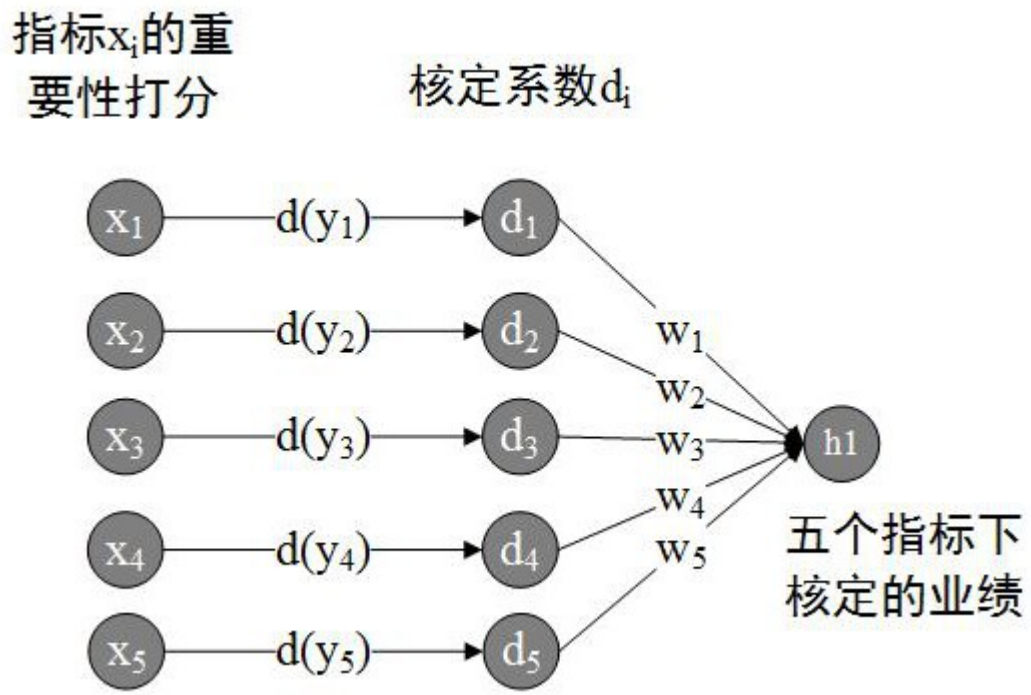 指标xᵢ的重
要性打分
核定系数dᵢ
x₁ d(y₁) d₁
w₁
x₂ d(y₂) d₂
w₂
x₃ d(y₃) d₃ w₃ h1
w₄
x₄ d(y₄) d₄
w₅
五个指标下
核定的业绩
x₅ d(y₅) d₅